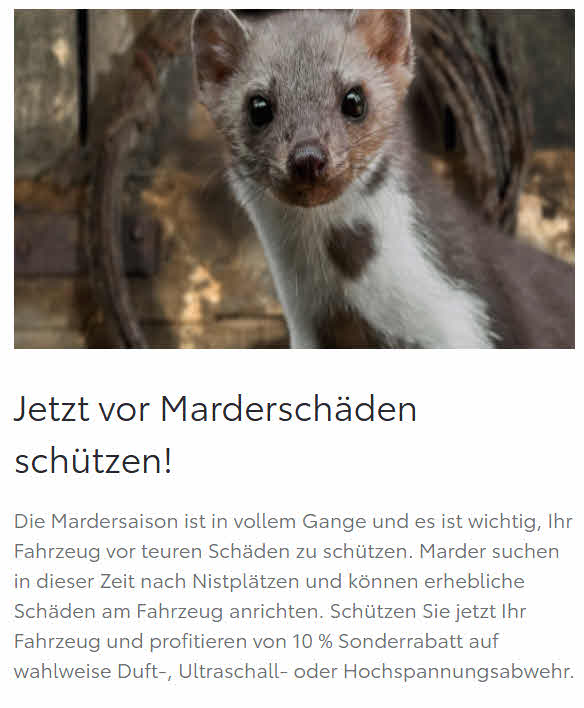 Jetzt vor Marderschäden
schützen!
Die Mardersaison ist in vollem Gange und es ist wichtig, Ihr
Fahrzeug vor teuren Schäden zu schützen. Marder suchen
in dieser Zeit nach Nistplätzen und können erhebliche
Schäden am Fahrzeug anrichten. Schützen Sie jetzt Ihr
Fahrzeug und profitieren von 10 % Sonderrabatt auf
wahlweise Duft-, Ultraschall- oder Hochspannungsabwehr.